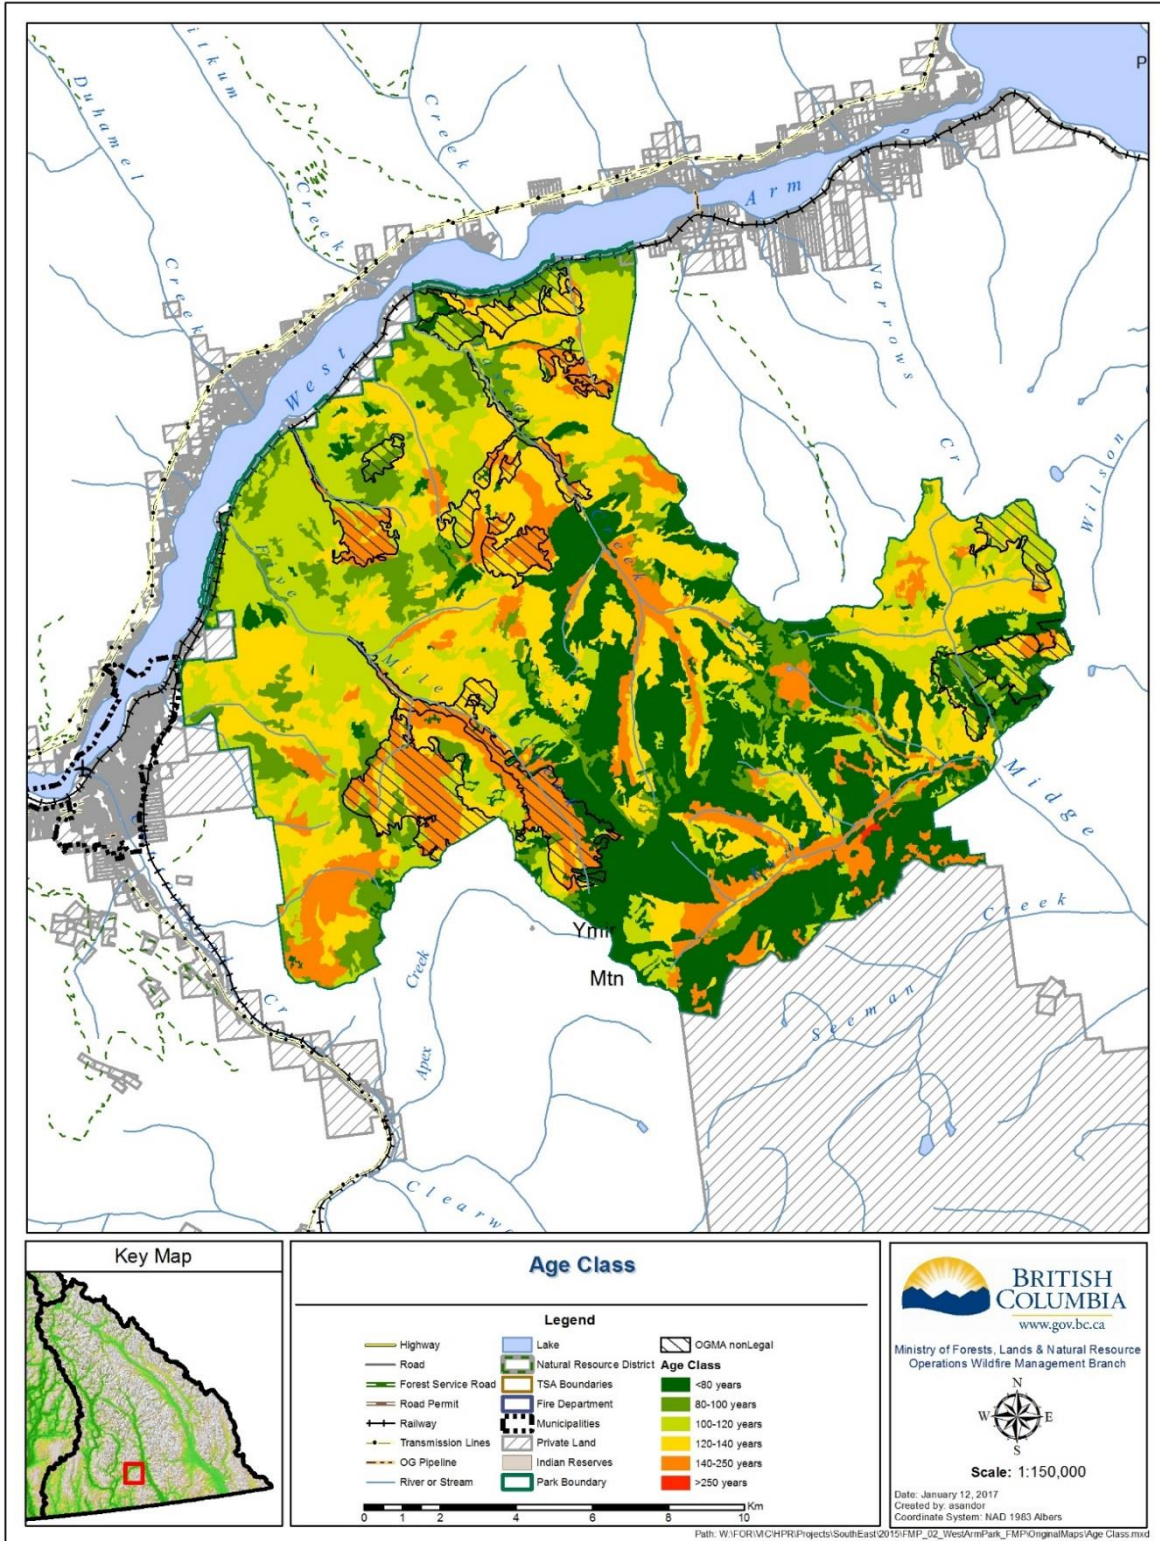 P
Duhamel
Creek
itkum
Creek
Creek
West
Arm
Narrows
Cr
Wilson
Five
Mile
eek
Midge
Creek
Seeman
Ymir
Mtn
Creek
Apex
Cr
Clearw
Key Map
Age Class
Legend
Highway
Road
Forest Service Road
Road Permit
Railway
Transmission Lines
OG Pipeline
River or Stream
Lake
Natural Resource District
TSA Boundaries
Fire Department
Municipalities
Private Land
Indian Reserves
Park Boundary
OGMA nonLegal
Age Class
<80 years
80-100 years
100-120 years
120-140 years
140-250 years
>250 years
0 1 2 4 6 8 10 Km
BRITISH
COLUMBIA
www.gov.bc.ca
Ministry of Forests, Lands & Natural Resource
Operations Wildfire Management Branch
N
W E
S
Scale: 1:150,000
Date: January 12, 2017
Created by: asandor
Coordinate System: NAD 1983 Albers
Path: W:\FOR\VIC\HPR\Projects\SouthEast\2015\FMP_02_WestArmPark_FMP\OriginalMaps\Age Class.mxd